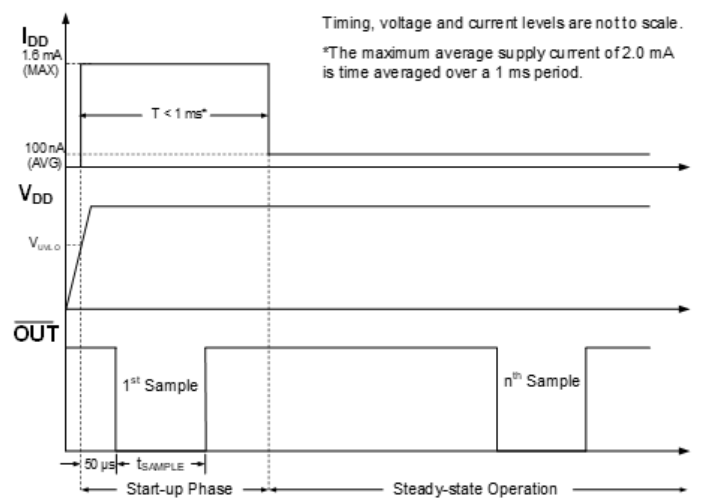 Timing, voltage and current levels are not to scale.
*The maximum average supply current of 2.0 mA
is time averaged over a 1 ms period.
IDD
1.6 mA
(MAX)
T < 1 ms*
100 nA
(AVG)
VDD
VUVLO
OUT
1st Sample
nth Sample
50 µs
tSAMPLE
Start-up Phase
Steady-state Operation